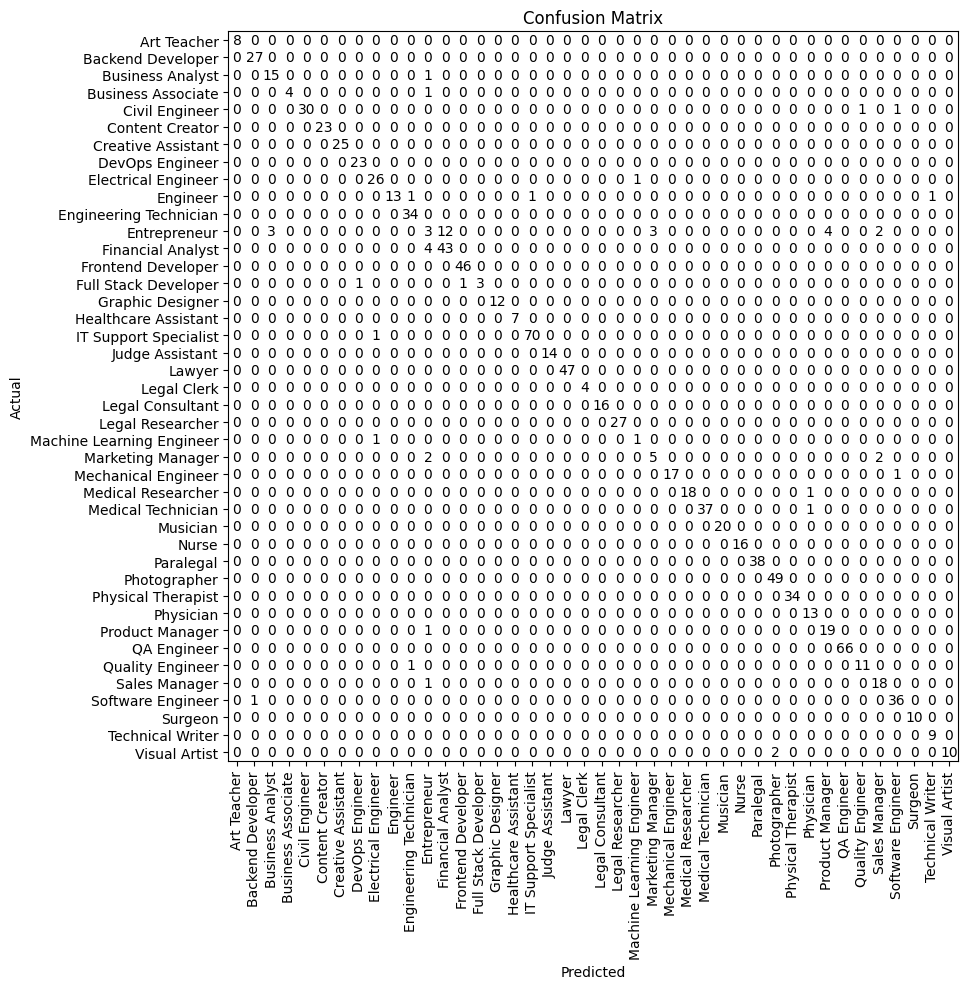 Confusion Matrix
Art Teacher 8 0 0 0 0 0 0 0 0 0 0 0 0 0 0 0 0 0 0 0 0 0 0 0 0 0 0 0 0 0 0 0 0 0 0 0 0 0 0 0 0 0
Backend Developer 0 27 0 0 0 0 0 0 0 0 0 0 0 0 0 0 0 0 0 0 0 0 0 0 0 0 0 0 0 0 0 0 0 0 0 0 0 0 0 0 0 0
Business Analyst 0 0 15 0 0 0 0 0 0 0 0 1 0 0 0 0 0 0 0 0 0 0 0 0 0 0 0 0 0 0 0 0 0 0 0 0 0 0 0 0 0 0
Business Associate 0 0 0 4 0 0 0 0 0 0 0 1 0 0 0 0 0 0 0 0 0 0 0 0 0 0 0 0 0 0 0 0 0 0 0 0 0 0 0 0 0 0
Civil Engineer 0 0 0 0 30 0 0 0 0 0 0 0 0 0 0 0 0 0 0 0 0 0 0 0 0 0 0 0 0 0 0 0 0 0 0 0 1 0 1 0 0 0
Content Creator 0 0 0 0 0 23 0 0 0 0 0 0 0 0 0 0 0 0 0 0 0 0 0 0 0 0 0 0 0 0 0 0 0 0 0 0 0 0 0 0 0 0
Creative Assistant 0 0 0 0 0 0 25 0 0 0 0 0 0 0 0 0 0 0 0 0 0 0 0 0 0 0 0 0 0 0 0 0 0 0 0 0 0 0 0 0 0 0
DevOps Engineer 0 0 0 0 0 0 0 23 0 0 0 0 0 0 0 0 0 0 0 0 0 0 0 0 0 0 0 0 0 0 0 0 0 0 0 0 0 0 0 0 0 0
Electrical Engineer 0 0 0 0 0 0 0 0 26 0 0 0 0 0 0 0 0 0 0 0 0 0 0 1 0 0 0 0 0 0 0 0 0 0 0 0 0 0 0 0 0 0
Engineer 0 0 0 0 0 0 0 0 0 13 1 0 0 0 0 0 0 1 0 0 0 0 0 0 0 0 0 0 0 0 0 0 0 0 0 0 0 0 0 0 1 0
Engineering Technician 0 0 0 0 0 0 0 0 0 0 34 0 0 0 0 0 0 0 0 0 0 0 0 0 0 0 0 0 0 0 0 0 0 0 0 0 0 0 0 0 0 0
Entrepreneur 0 0 3 0 0 0 0 0 0 0 0 3 12 0 0 0 0 0 0 0 0 0 0 0 3 0 0 0 0 0 0 0 0 0 4 0 0 2 0 0 0 0
Financial Analyst 0 0 0 0 0 0 0 0 0 0 0 4 43 0 0 0 0 0 0 0 0 0 0 0 0 0 0 0 0 0 0 0 0 0 0 0 0 0 0 0 0 0
Frontend Developer 0 0 0 0 0 0 0 0 0 0 0 0 0 46 0 0 0 0 0 0 0 0 0 0 0 0 0 0 0 0 0 0 0 0 0 0 0 0 0 0 0 0
Full Stack Developer 0 0 0 0 0 0 0 1 0 0 0 0 0 1 3 0 0 0 0 0 0 0 0 0 0 0 0 0 0 0 0 0 0 0 0 0 0 0 0 0 0 0
Graphic Designer 0 0 0 0 0 0 0 0 0 0 0 0 0 0 0 12 0 0 0 0 0 0 0 0 0 0 0 0 0 0 0 0 0 0 0 0 0 0 0 0 0 0
Healthcare Assistant 0 0 0 0 0 0 0 0 0 0 0 0 0 0 0 0 7 0 0 0 0 0 0 0 0 0 0 0 0 0 0 0 0 0 0 0 0 0 0 0 0 0
IT Support Specialist 0 0 0 0 0 0 0 0 1 0 0 0 0 0 0 0 0 70 0 0 0 0 0 0 0 0 0 0 0 0 0 0 0 0 0 0 0 0 0 0 0 0
Judge Assistant 0 0 0 0 0 0 0 0 0 0 0 0 0 0 0 0 0 0 14 0 0 0 0 0 0 0 0 0 0 0 0 0 0 0 0 0 0 0 0 0 0 0
Lawyer 0 0 0 0 0 0 0 0 0 0 0 0 0 0 0 0 0 0 0 47 0 0 0 0 0 0 0 0 0 0 0 0 0 0 0 0 0 0 0 0 0 0
Legal Clerk 0 0 0 0 0 0 0 0 0 0 0 0 0 0 0 0 0 0 0 0 4 0 0 0 0 0 0 0 0 0 0 0 0 0 0 0 0 0 0 0 0 0
Legal Consultant 0 0 0 0 0 0 0 0 0 0 0 0 0 0 0 0 0 0 0 0 0 16 0 0 0 0 0 0 0 0 0 0 0 0 0 0 0 0 0 0 0 0
Legal Researcher 0 0 0 0 0 0 0 0 0 0 0 0 0 0 0 0 0 0 0 0 0 0 27 0 0 0 0 0 0 0 0 0 0 0 0 0 0 0 0 0 0 0
Machine Learning Engineer 0 0 0 0 0 0 0 0 1 0 0 0 0 0 0 0 0 0 0 0 0 0 0 1 0 0 0 0 0 0 0 0 0 0 0 0 0 0 0 0 0 0
Marketing Manager 0 0 0 0 0 0 0 0 0 0 0 2 0 0 0 0 0 0 0 0 0 0 0 0 5 0 0 0 0 0 0 0 0 0 0 0 0 2 0 0 0 0
Mechanical Engineer 0 0 0 0 0 0 0 0 0 0 0 0 0 0 0 0 0 0 0 0 0 0 0 0 0 17 0 0 0 0 0 0 0 0 0 0 0 0 1 0 0 0
Medical Researcher 0 0 0 0 0 0 0 0 0 0 0 0 0 0 0 0 0 0 0 0 0 0 0 0 0 0 18 0 0 0 0 0 0 1 0 0 0 0 0 0 0 0
Medical Technician 0 0 0 0 0 0 0 0 0 0 0 0 0 0 0 0 0 0 0 0 0 0 0 0 0 0 0 37 0 0 0 0 0 1 0 0 0 0 0 0 0 0
Musician 0 0 0 0 0 0 0 0 0 0 0 0 0 0 0 0 0 0 0 0 0 0 0 0 0 0 0 0 20 0 0 0 0 0 0 0 0 0 0 0 0 0
Nurse 0 0 0 0 0 0 0 0 0 0 0 0 0 0 0 0 0 0 0 0 0 0 0 0 0 0 0 0 0 16 0 0 0 0 0 0 0 0 0 0 0 0
Paralegal 0 0 0 0 0 0 0 0 0 0 0 0 0 0 0 0 0 0 0 0 0 0 0 0 0 0 0 0 0 0 38 0 0 0 0 0 0 0 0 0 0 0
Photographer 0 0 0 0 0 0 0 0 0 0 0 0 0 0 0 0 0 0 0 0 0 0 0 0 0 0 0 0 0 0 0 49 0 0 0 0 0 0 0 0 0 0
Physical Therapist 0 0 0 0 0 0 0 0 0 0 0 0 0 0 0 0 0 0 0 0 0 0 0 0 0 0 0 0 0 0 0 0 34 0 0 0 0 0 0 0 0 0
Physician 0 0 0 0 0 0 0 0 0 0 0 0 0 0 0 0 0 0 0 0 0 0 0 0 0 0 0 0 0 0 0 0 0 13 0 0 0 0 0 0 0 0
Product Manager 0 0 0 0 0 0 0 0 0 0 0 1 0 0 0 0 0 0 0 0 0 0 0 0 0 0 0 0 0 0 0 0 0 0 19 0 0 0 0 0 0 0
QA Engineer 0 0 0 0 0 0 0 0 0 0 0 0 0 0 0 0 0 0 0 0 0 0 0 0 0 0 0 0 0 0 0 0 0 0 0 66 0 0 0 0 0 0
Quality Engineer 0 0 0 0 0 0 0 0 0 0 1 0 0 0 0 0 0 0 0 0 0 0 0 0 0 0 0 0 0 0 0 0 0 0 0 0 11 0 0 0 0 0
Sales Manager 0 0 0 0 0 0 0 0 0 0 0 1 0 0 0 0 0 0 0 0 0 0 0 0 0 0 0 0 0 0 0 0 0 0 0 0 0 18 0 0 0 0
Software Engineer 0 1 0 0 0 0 0 0 0 0 0 0 0 0 0 0 0 0 0 0 0 0 0 0 0 0 0 0 0 0 0 0 0 0 0 0 0 0 36 0 0 0
Surgeon 0 0 0 0 0 0 0 0 0 0 0 0 0 0 0 0 0 0 0 0 0 0 0 0 0 0 0 0 0 0 0 0 0 0 0 0 0 0 0 10 0 0
Technical Writer 0 0 0 0 0 0 0 0 0 0 0 0 0 0 0 0 0 0 0 0 0 0 0 0 0 0 0 0 0 0 0 0 0 0 0 0 0 0 0 0 9 0
Visual Artist 0 0 0 0 0 0 0 0 0 0 0 0 0 0 0 0 0 0 0 0 0 0 0 0 0 0 0 0 0 0 0 2 0 0 0 0 0 0 0 0 0 10
Actual
Art Teacher
Backend Developer
Business Analyst
Business Associate
Civil Engineer
Content Creator
Creative Assistant
DevOps Engineer
Electrical Engineer
Engineer
Engineering Technician
Entrepreneur
Financial Analyst
Frontend Developer
Full Stack Developer
Graphic Designer
Healthcare Assistant
IT Support Specialist
Judge Assistant
Lawyer
Legal Clerk
Legal Consultant
Legal Researcher
Machine Learning Engineer
Marketing Manager
Mechanical Engineer
Medical Researcher
Medical Technician
Musician
Nurse
Paralegal
Photographer
Physical Therapist
Physician
Product Manager
QA Engineer
Quality Engineer
Sales Manager
Software Engineer
Surgeon
Technical Writer
Visual Artist
Predicted